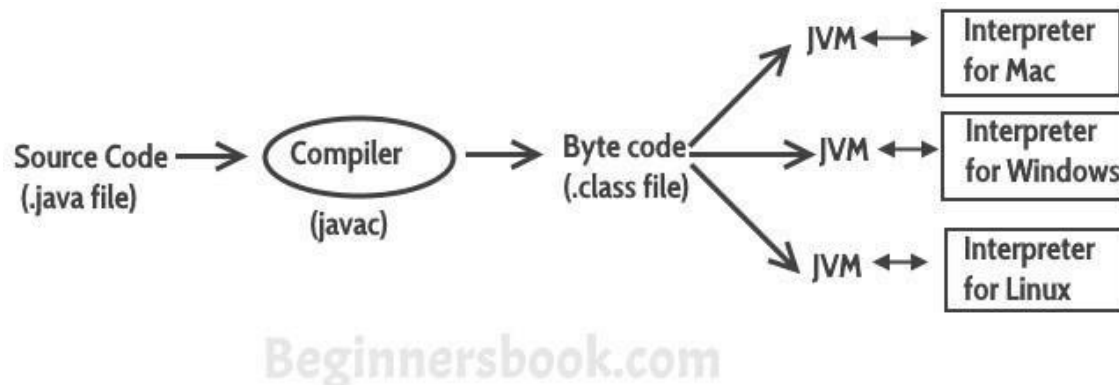 Source Code
(.java file)
Compiler
(javac)
Byte code
(.class file)
JVM
Interpreter
for Mac
JVM
Interpreter
for Windows
JVM
Interpreter
for Linux
Beginnersbook.com